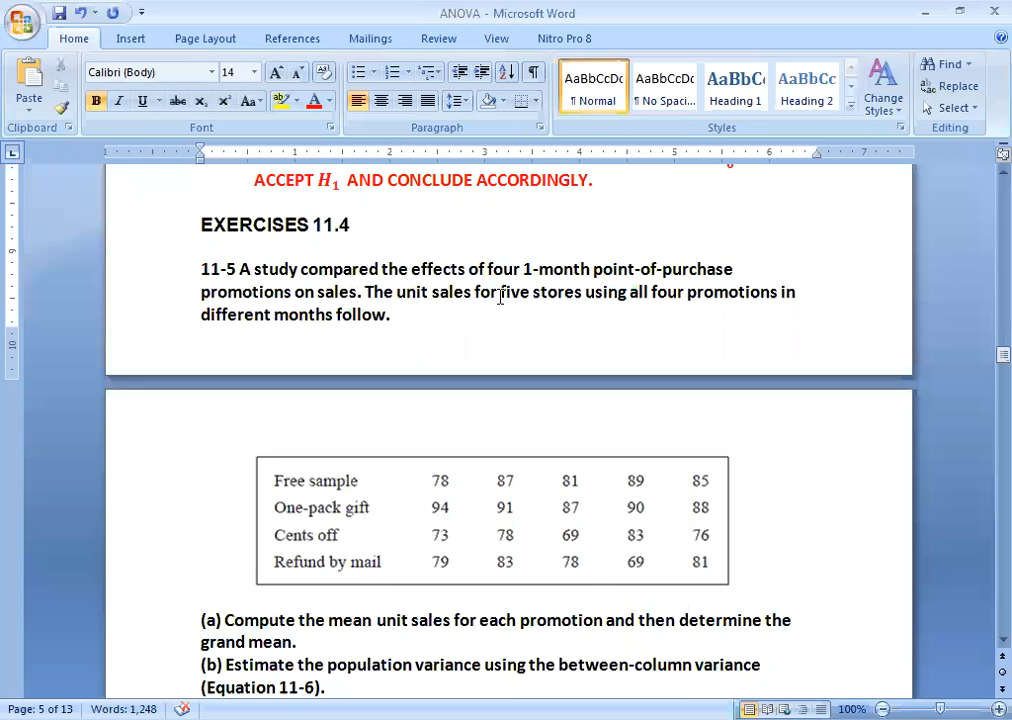 ANOVA - Microsoft Word
Home Insert Page Layout References Mailings Review View Nitro Pro 8
Calibri (Body) 14
AaBbCcDc AaBbCcDc AaBbC AaBbCc
Paste ¶ Normal ¶ No Spaci... Heading 1 Heading 2 Change Styles Find Replace Select
Clipboard Font Paragraph Styles Editing
1 2 3 4 5 6 7
ACCEPT H₁ AND CONCLUDE ACCORDINGLY.
EXERCISES 11.4
11-5 A study compared the effects of four 1-month point-of-purchase
promotions on sales. The unit sales for five stores using all four promotions in
different months follow.
Free sample 78 87 81 89 85
One-pack gift 94 91 87 90 88
Cents off 73 78 69 83 76
Refund by mail 79 83 78 69 81
(a) Compute the mean unit sales for each promotion and then determine the
grand mean.
(b) Estimate the population variance using the between-column variance
(Equation 11-6).
Page: 5 of 13 Words: 1,248 100%